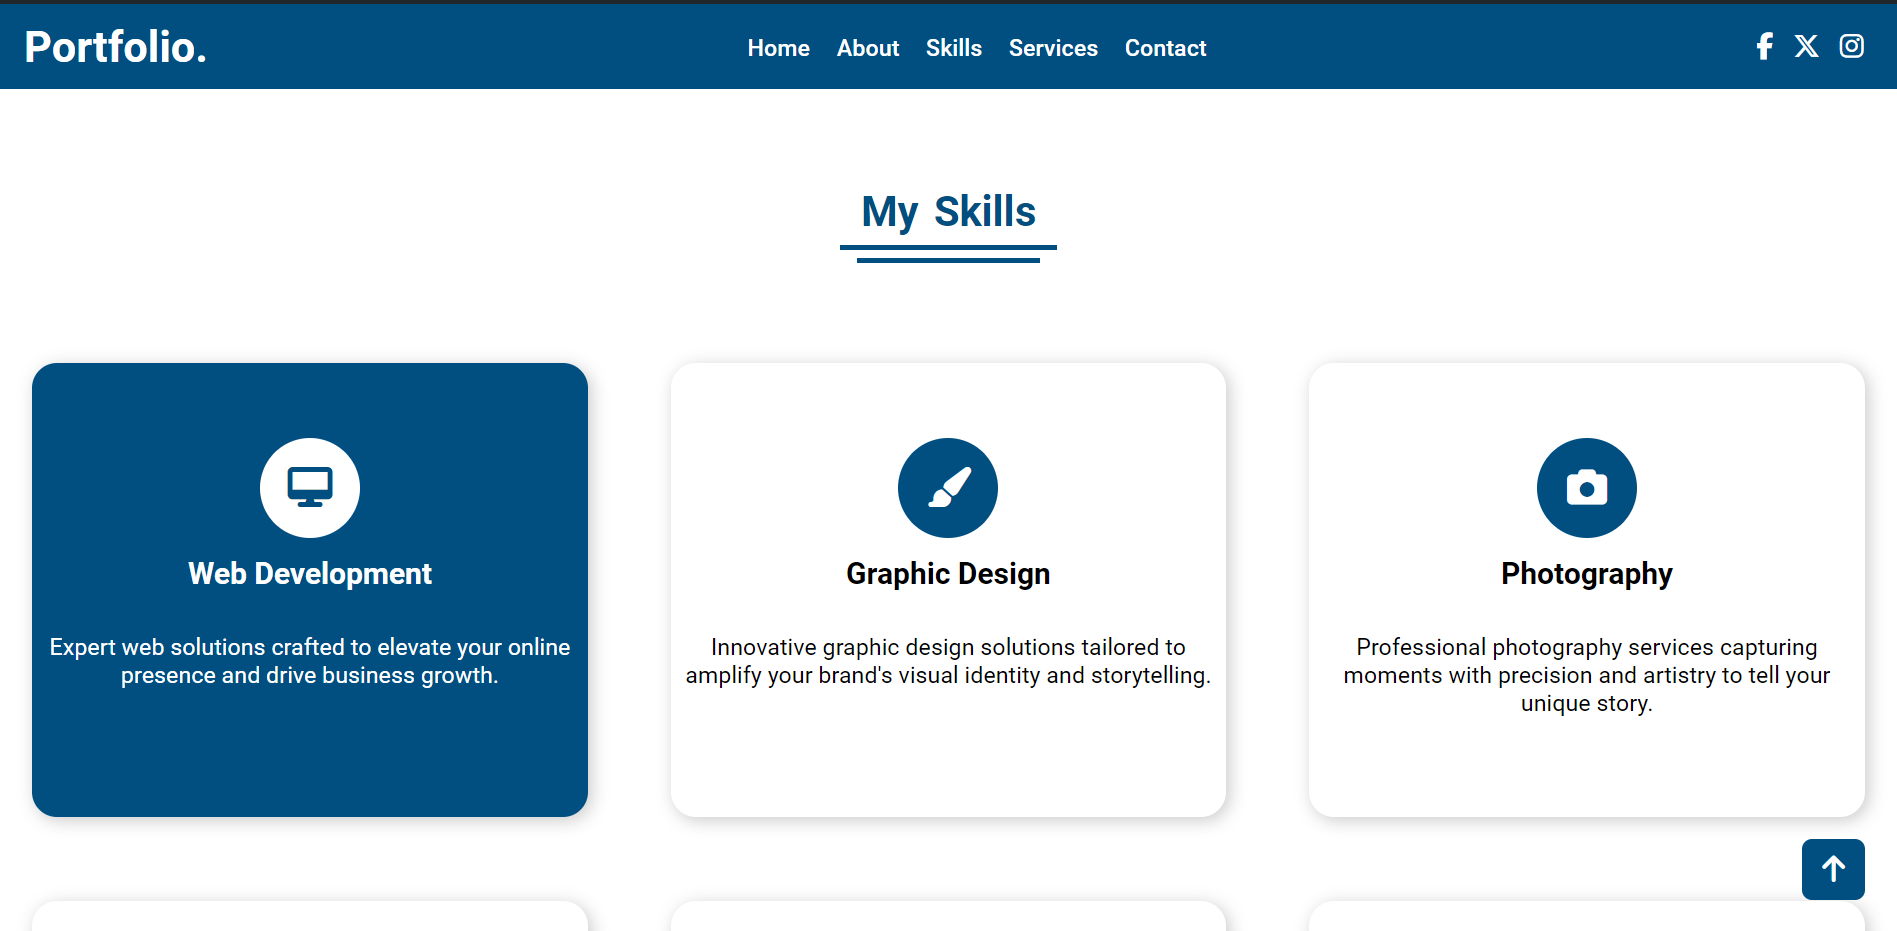 Portfolio.
Home About Skills Services Contact
My Skills
Web Development
Expert web solutions crafted to elevate your online
presence and drive business growth.
Graphic Design
Innovative graphic design solutions tailored to
amplify your brand's visual identity and storytelling.
Photography
Professional photography services capturing
moments with precision and artistry to tell your
unique story.